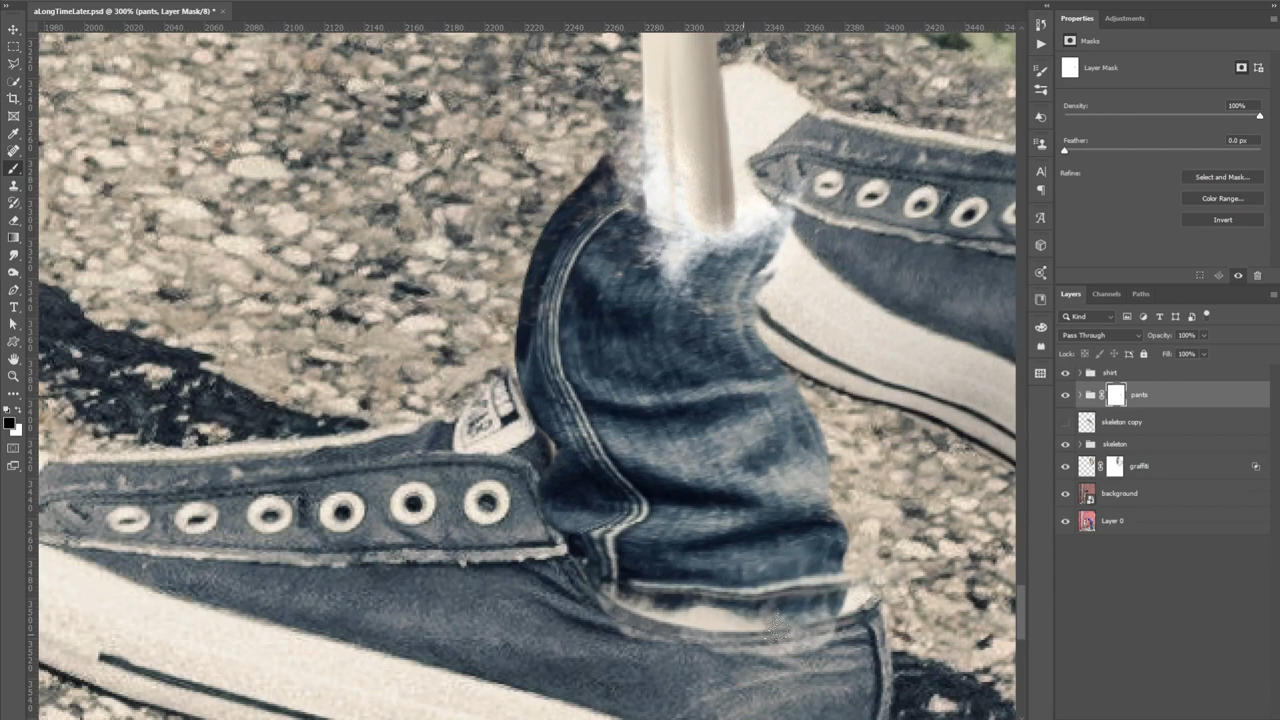 aLongTimeLater.psd @ 300% (pants, Layer Mask/8) *
1980 2000 2020 2040 2060 2080 2100 2120 2140 2160 2180 2200 2220 2240 2260 2280 2300 2320 2340 2360 2380 2400 2420 2440
Properties Adjustments
Masks
Layer Mask
Density: 100%
Feather: 0.0 px
Refine:
Select and Mask...
Color Range...
Invert
Layers Channels Paths
Kind
Pass Through Opacity: 100%
Lock: Fill: 100%
shirt
pants
skeleton copy
skeleton
graffiti
background
Layer 0